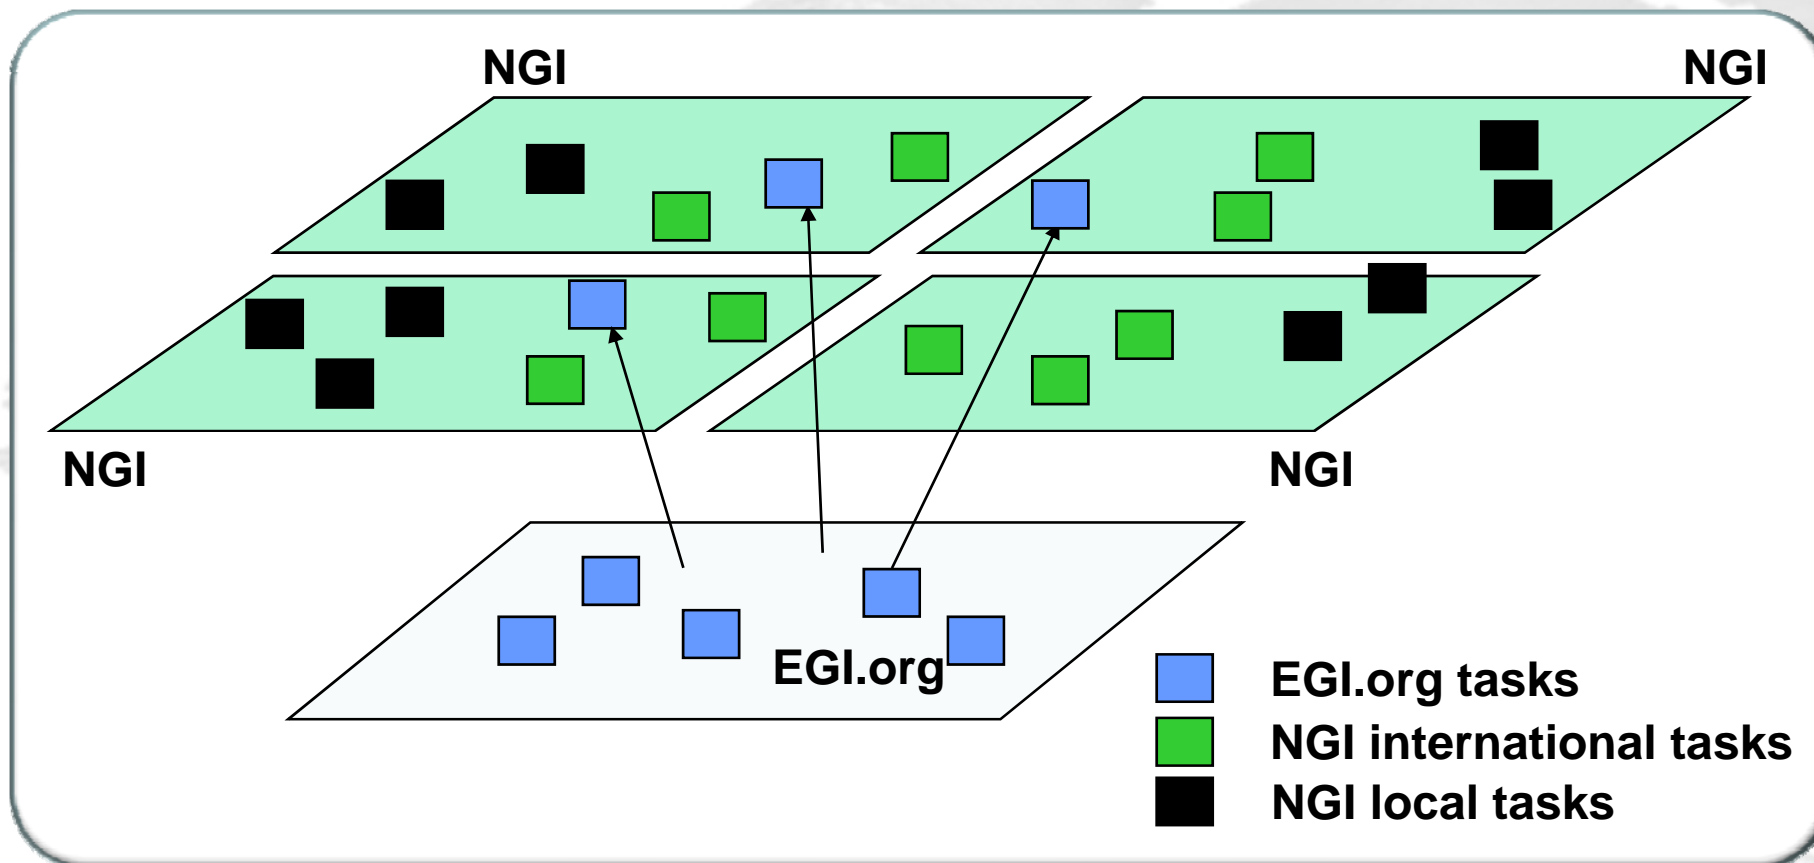 NGI
NGI
NGI
NGI
EGI.org
EGI.org tasks
NGI international tasks
NGI local tasks